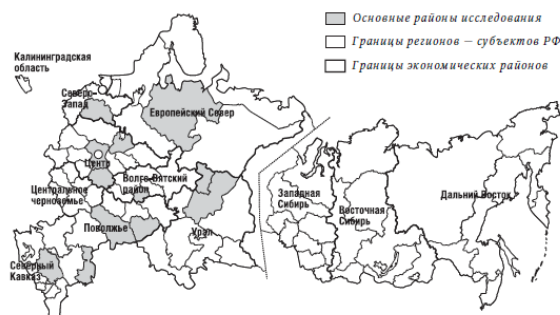 Основные районы исследования
Границы регионов — субъектов РФ
Границы экономических районов
Калининградская
область
Северо-
Запад
Европейский Север
Центр
Волго-Вятский
район
Центральное
черноземье
Поволжье
Урал
Северный
Кавказ
Западная
Сибирь
Восточная
Сибирь
Дальний Восток